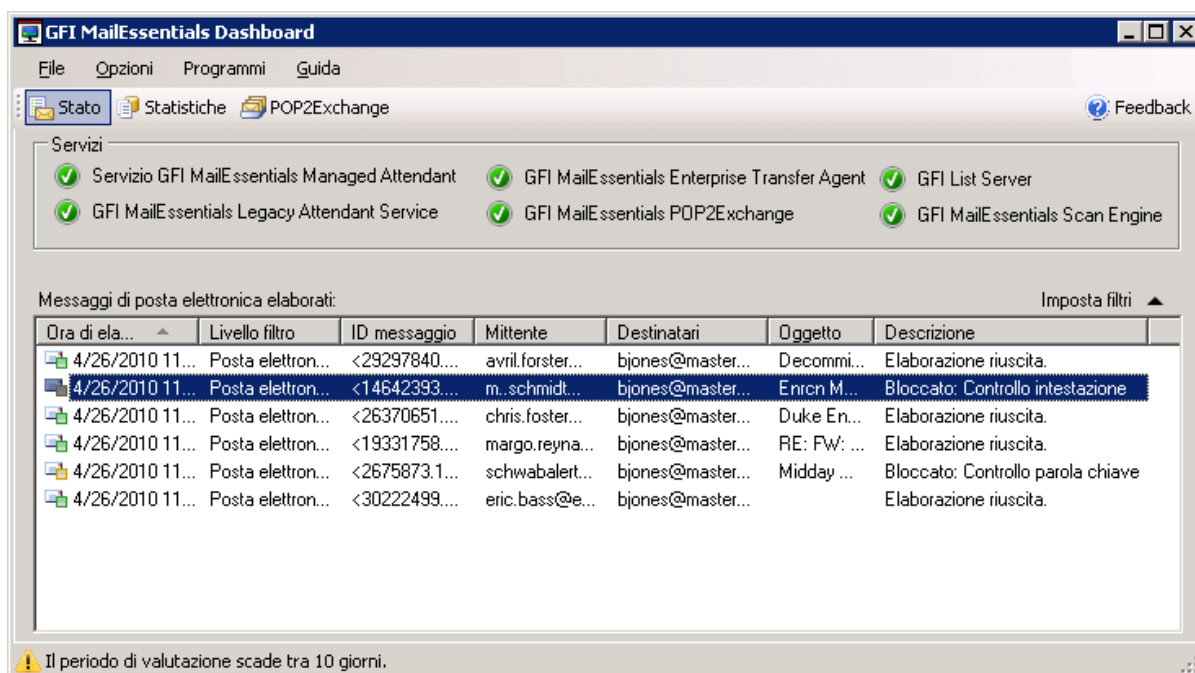 GFI MailEssentials Dashboard
File Opzioni Programmi Guida
Stato Statistiche POP2Exchange Feedback
Servizi
Servizio GFI MailEssentials Managed Attendant GFI MailEssentials Enterprise Transfer Agent GFI List Server
GFI MailEssentials Legacy Attendant Service GFI MailEssentials POP2Exchange GFI MailEssentials Scan Engine
Messaggi di posta elettronica elaborati: Imposta filtri
Ora di ela... Livello filtro ID messaggio Mittente Destinatari Oggetto Descrizione
4/26/2010 11... Posta elettron... <29297840.... avril.forster... bjones@master... Decommi... Elaborazione riuscita.
4/26/2010 11... Posta elettron... <14642393.... m..schmidt... bjones@master... Enrcn M... Bloccato: Controllo intestazione
4/26/2010 11... Posta elettron... <26370651.... chris.foster... bjones@master... Duke En... Elaborazione riuscita.
4/26/2010 11... Posta elettron... <19331758.... margo.reyna... bjones@master... RE: FW: ... Elaborazione riuscita.
4/26/2010 11... Posta elettron... <2675873.1... schwabalert... bjones@master... Midday ... Bloccato: Controllo parola chiave
4/26/2010 11... Posta elettron... <30222499.... eric.bass@e... bjones@master... Elaborazione riuscita.
Il periodo di valutazione scade tra 10 giorni.